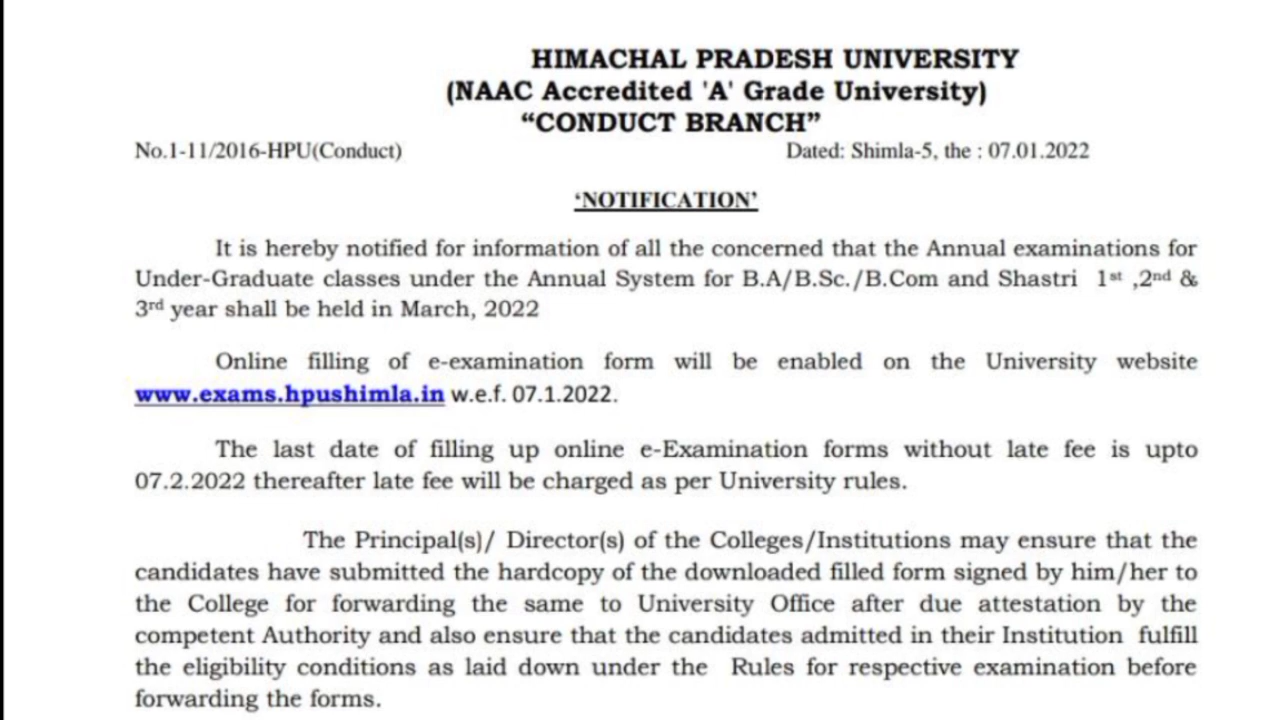 HIMACHAL PRADESH UNIVERSITY
(NAAC Accredited 'A' Grade University)
“CONDUCT BRANCH”
No.1-11/2016-HPU(Conduct) Dated: Shimla-5, the : 07.01.2022
‘NOTIFICATION’
It is hereby notified for information of all the concerned that the Annual examinations for
Under-Graduate classes under the Annual System for B.A/B.Sc./B.Com and Shastri 1st ,2nd &
3rd year shall be held in March, 2022
Online filling of e-examination form will be enabled on the University website
www.exams.hpushimla.in w.e.f. 07.1.2022.
The last date of filling up online e-Examination forms without late fee is upto
07.2.2022 thereafter late fee will be charged as per University rules.
The Principal(s)/ Director(s) of the Colleges/Institutions may ensure that the
candidates have submitted the hardcopy of the downloaded filled form signed by him/her to
the College for forwarding the same to University Office after due attestation by the
competent Authority and also ensure that the candidates admitted in their Institution fulfill
the eligibility conditions as laid down under the Rules for respective examination before
forwarding the forms.